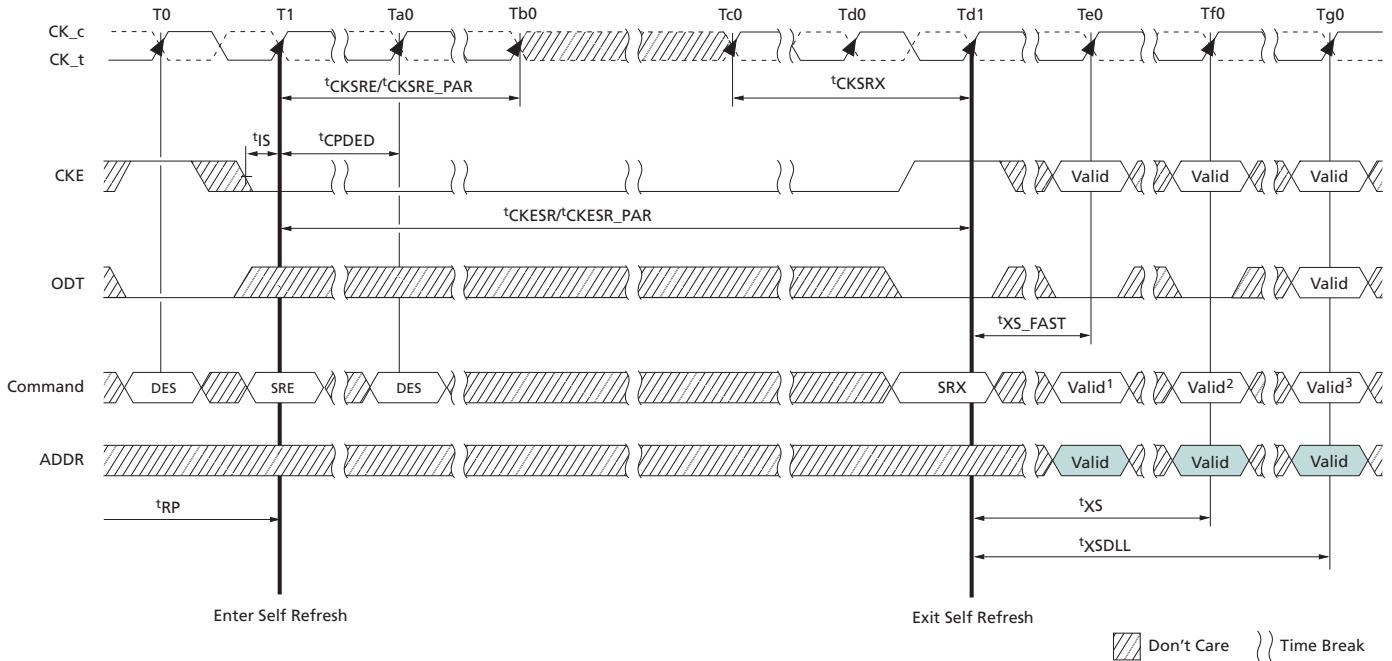 T0 T1 Ta0 Tb0 Tc0 Td0 Td1 Te0 Tf0 Tg0
CK_c
CK_t
tCKSRE/tCKSRE_PAR tCKSRX
tIS tCPDED
CKE Valid Valid Valid
tCKESR/tCKESR_PAR
ODT Valid
tXS_FAST
Command DES SRE DES SRX Valid1 Valid2 Valid3
ADDR Valid Valid Valid
tRP tXS
tXSDLL
Enter Self Refresh Exit Self Refresh
Don't Care Time Break